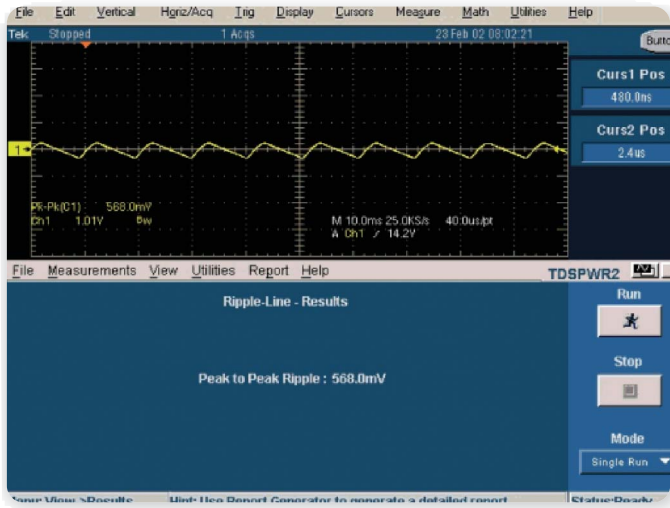 File Edit Vertical Horiz/Acq Trig Display Cursors Measure Math Utilities Help
Tek Stopped 1 Acqs 23 Feb 02 08:02:21
Curs1 Pos
480.0ns
Curs2 Pos
2.4us
1
Pk-Pk(C1) 568.0mV
Ch1 1.01V Bw
M 10.0ms 25.0KS/s 40.0us/pt
A Ch1 14.2V
File Measurements View Utilities Report Help
TDSPWR2
Ripple-Line - Results
Peak to Peak Ripple : 568.0mV
Run
Stop
Mode
Single Run
View >Results
Hint: Use Report Generator to generate a detailed report
Status:Ready